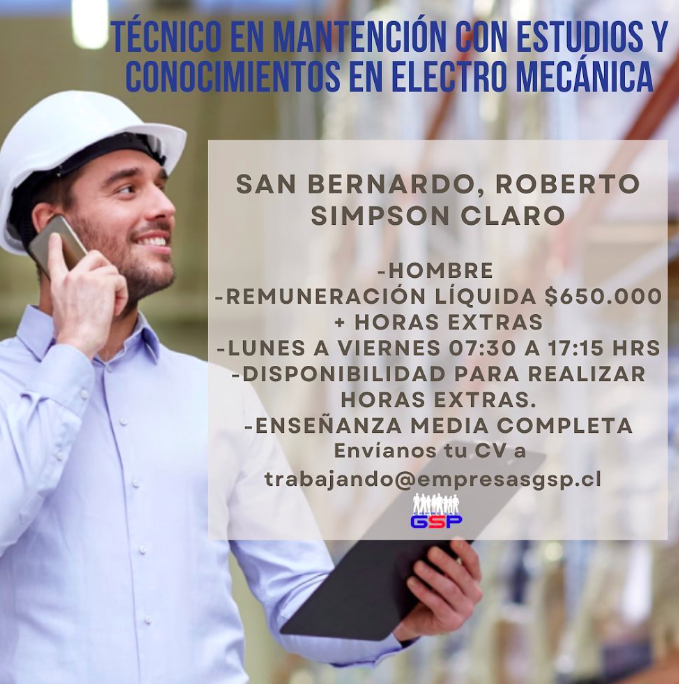 TÉCNICO EN MANTENCIÓN CON ESTUDIOS Y
CONOCIMIENTOS EN ELECTRO MECÁNICA
SAN BERNARDO, ROBERTO
SIMPSON CLARO
-HOMBRE
-REMUNERACIÓN LÍQUIDA $650.000
+ HORAS EXTRAS
-LUNES A VIERNES 07:30 A 17:15 HRS
-DISPONIBILIDAD PARA REALIZAR
HORAS EXTRAS.
-ENSEÑANZA MEDIA COMPLETA
Envíanos tu CV a
trabajando@empresasgsp.cl
GSP